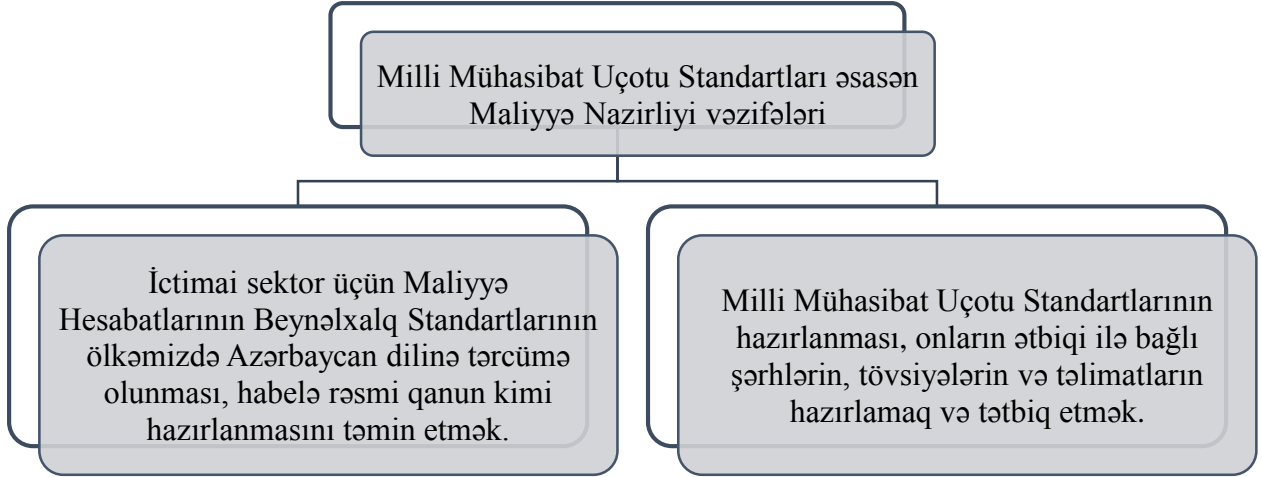 Milli Mühasibat Uçotu Standartları əsasən
Maliyyə Nazirliyi vəzifələri
İctimai sektor üçün Maliyyə
Hesabatlarının Beynəlxalq Standartlarının
ölkəmizdə Azərbaycan dilinə tərcümə
olunması, habelə rəsmi qanun kimi
hazırlanmasını təmin etmək.
Milli Mühasibat Uçotu Standartlarının
hazırlanması, onların ətbiqi ilə bağlı
şərhlərin, tövsiyələrin və təlimatların
hazırlamaq və tətbiq etmək.